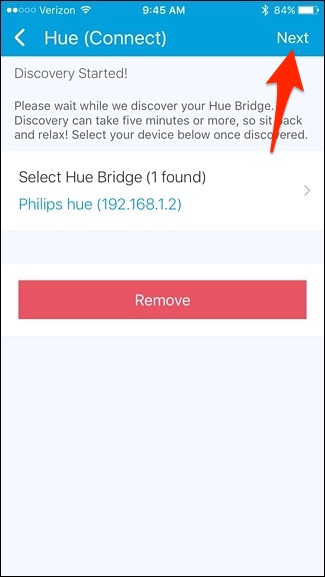 ●●○○○ Verizon 9:45 AM 84%
Hue (Connect) Next
Discovery Started!
Please wait while we discover your Hue Bridge.
Discovery can take five minutes or more, so sit back
and relax! Select your device below once discovered.
Select Hue Bridge (1 found)
Philips hue (192.168.1.2)
Remove